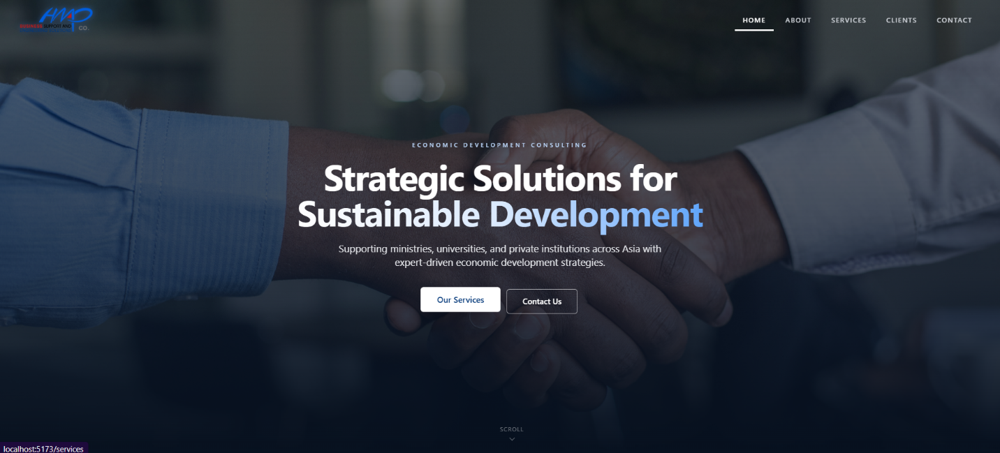 HMAP
BUSINESS SUPPORT AND
CO.
HOME ABOUT SERVICES CLIENTS CONTACT
ECONOMIC DEVELOPMENT CONSULTING
Strategic Solutions for
Sustainable Development
Supporting ministries, universities, and private institutions across Asia with
expert-driven economic development strategies.
Our Services Contact Us
SCROLL
localhost:5173/services